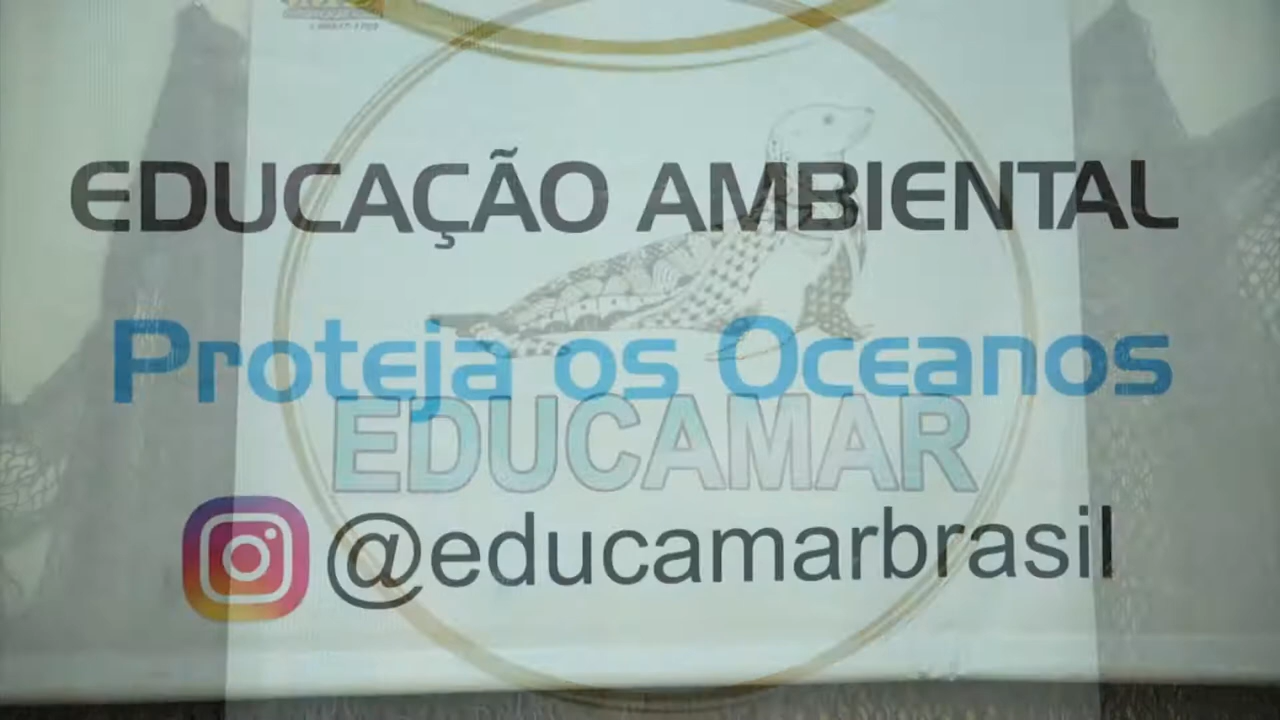 EDUCAÇÃO AMBIENTAL
Proteja os Oceanos
EDUCAMAR
@educamarbrasil